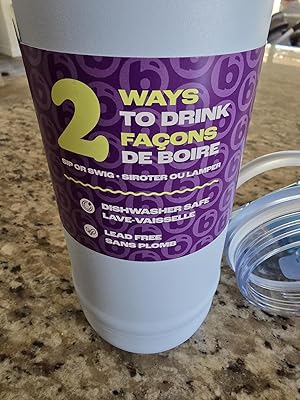 2 WAYS
TO DRINK
FAÇONS
DE BOIRE
SIP OR SWIG • SIROTER OU LAMPER
DISHWASHER SAFE
LAVE-VAISSELLE
LEAD FREE
SANS PLOMB